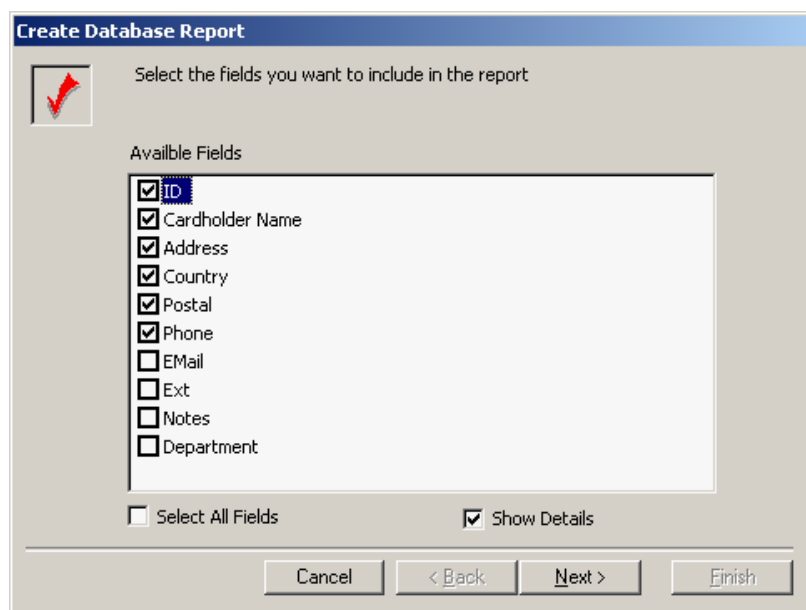 Create Database Report
Select the fields you want to include in the report
Availble Fields
ID
Cardholder Name
Address
Country
Postal
Phone
EMail
Ext
Notes
Department
Select All Fields Show Details
Cancel < Back Next > Finish